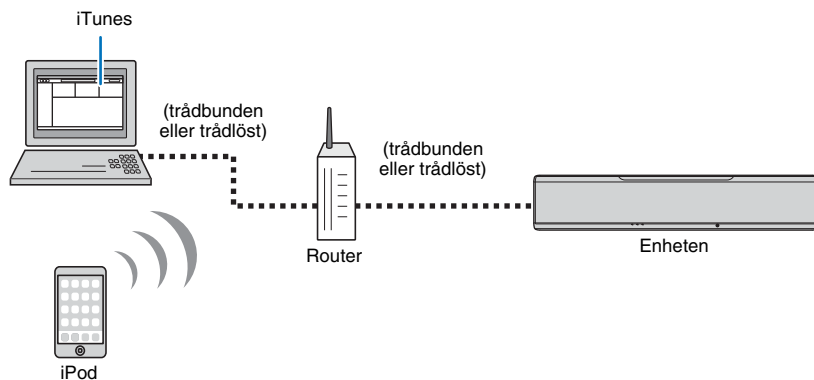 iTunes
(trådbunden
eller trådlöst)
(trådbunden
eller trådlöst)
Router
Enheten
iPod